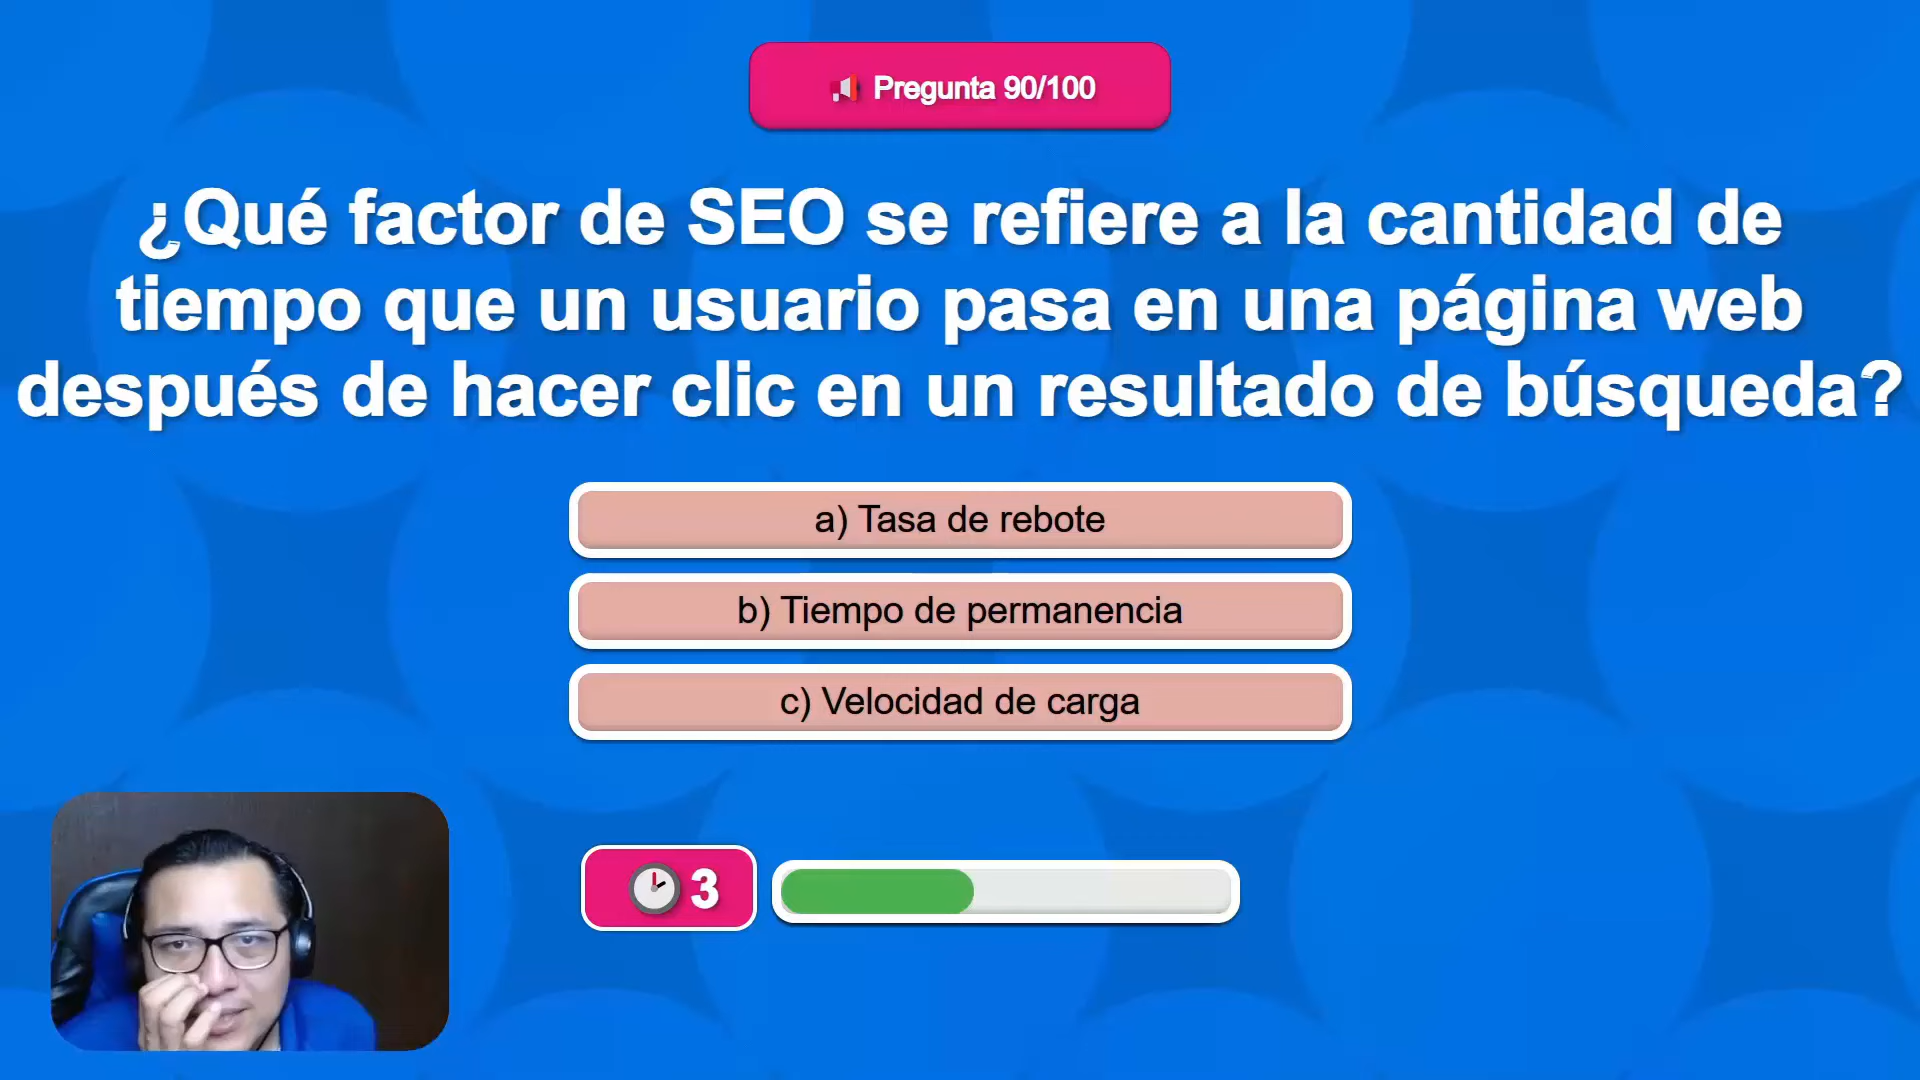 Pregunta 90/100
¿Qué factor de SEO se refiere a la cantidad de
tiempo que un usuario pasa en una página web
después de hacer clic en un resultado de búsqueda?
a) Tasa de rebote
b) Tiempo de permanencia
c) Velocidad de carga
3